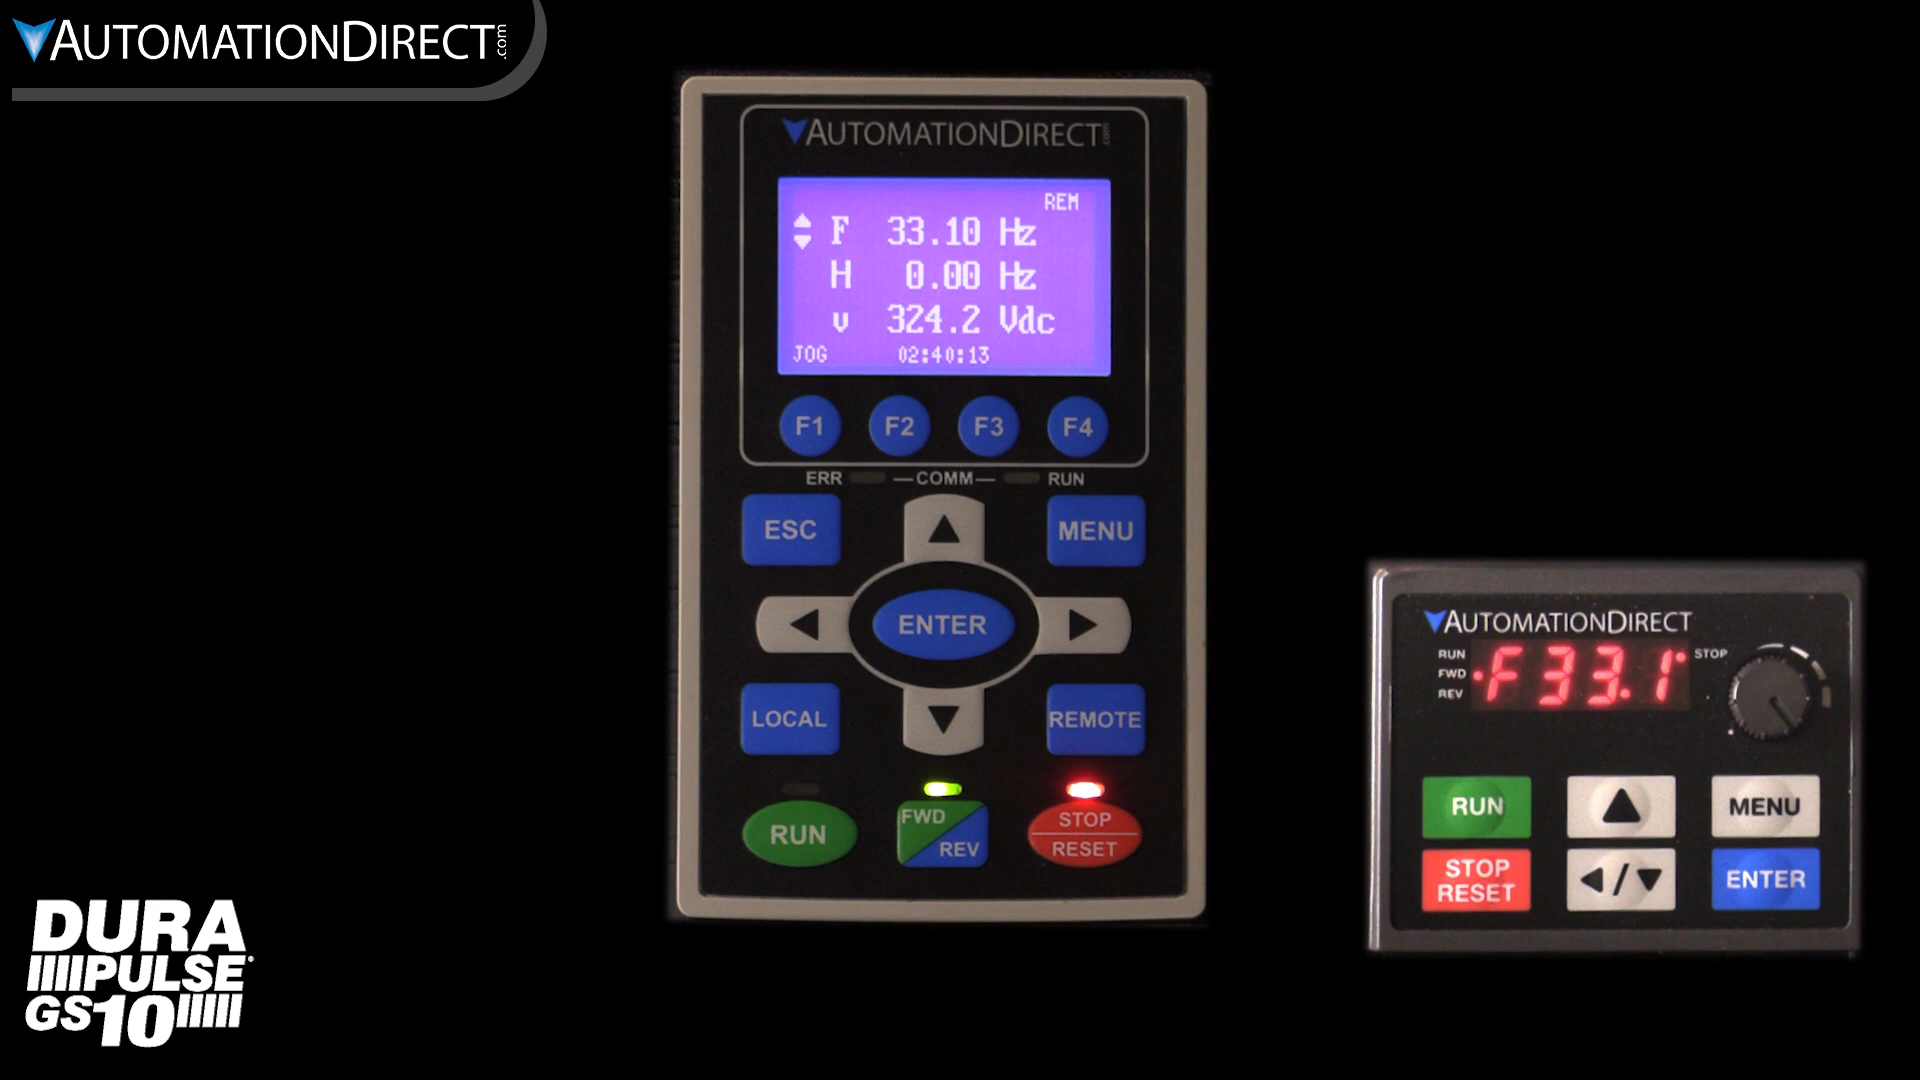 AUTOMATIONDIRECT.com
AUTOMATIONDIRECT.com
REM
F 33.10 Hz
H 0.00 Hz
v 324.2 Vdc
JOG 02:40:13
F1 F2 F3 F4
ERR COMM RUN
ESC MENU
ENTER
LOCAL REMOTE
RUN
FWD
REV
STOP
RESET
AUTOMATIONDIRECT
RUN
FWD
REV
F33.1
STOP
RUN MENU
STOP
RESET
ENTER
DURA
PULSE
GS10